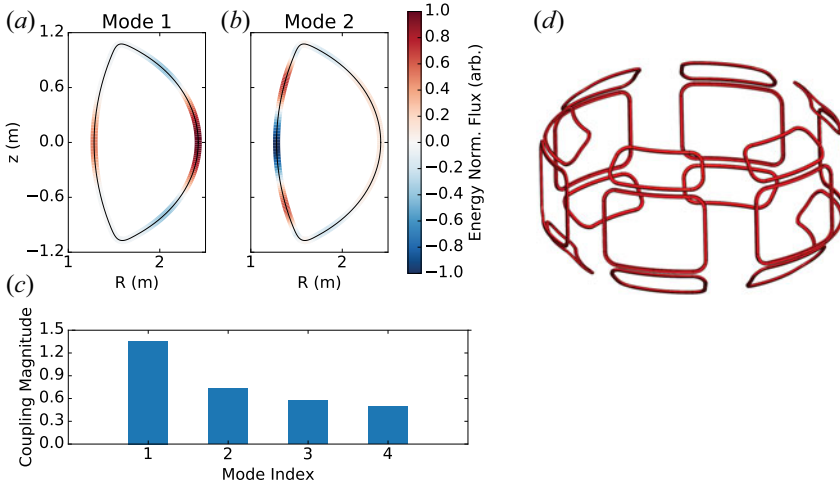 (a) Mode 1
(b) Mode 2
(d)
1.2
0.6
0.0
−0.6
−1.2
z (m)
1 2
R (m)
1 2
R (m)
1.0
0.8
0.6
0.4
0.2
0.0
−0.2
−0.4
−0.6
−0.8
−1.0
Energy Norm. Flux (arb.)
(c)
1.5
1.2
0.9
0.6
0.3
0.0
Coupling Magnitude
1 2 3 4
Mode Index